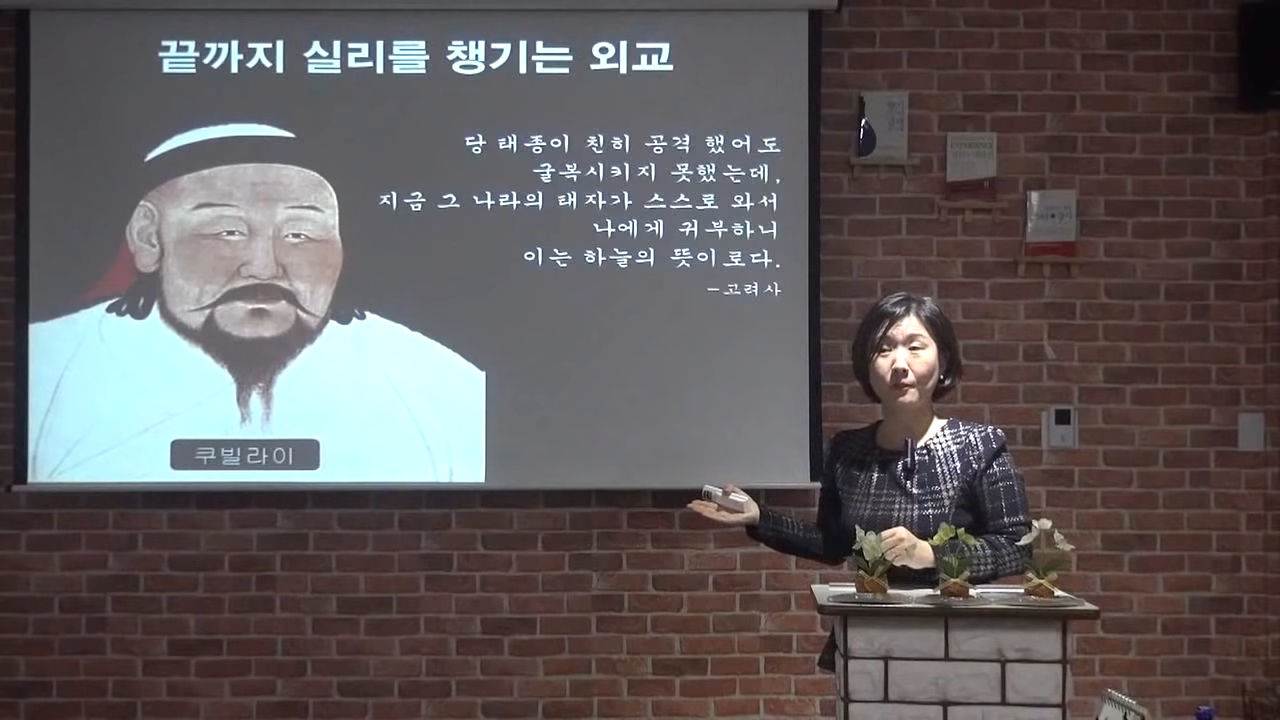 끝까지 실리를 챙기는 외교
당 태종이 친히 공격 했어도
굴복시키지 못했는데,
지금 그 나라의 태자가 스스로 와서
나에게 귀부하니
이는 하늘의 뜻이로다.
-고려사
쿠빌라이